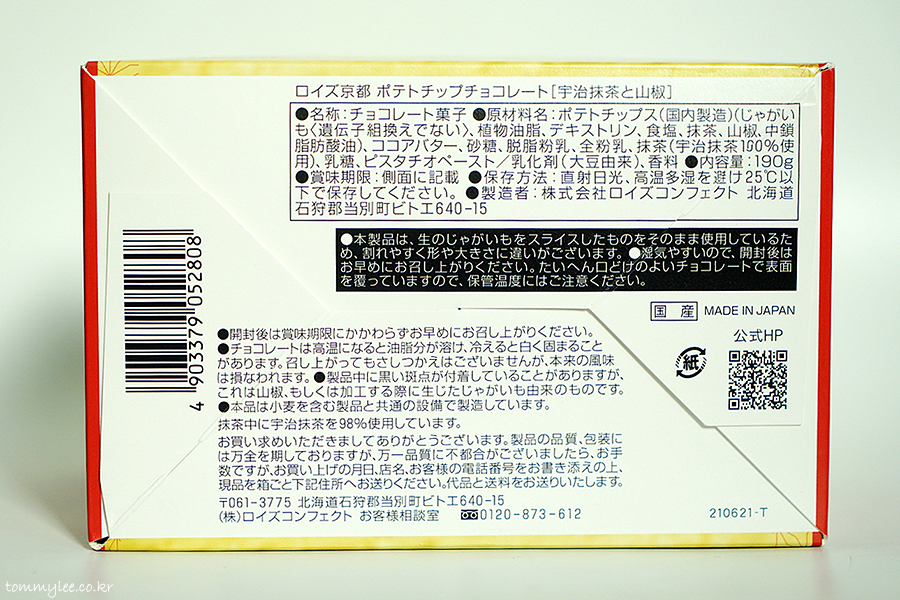 ロイズ京都 ポテトチップチョコレート[宇治抹茶と山椒]
●名称:チョコレート菓子 ●原材料名:ポテトチップス(国内製造)(じゃがい
も(遺伝子組換えでない)、植物油脂、デキストリン、食塩、抹茶、山椒、中鎖
脂肪酸油)、ココアバター、砂糖、脱脂粉乳、全粉乳、抹茶(宇治抹茶100%使
用)、乳糖、ピスタチオペースト/乳化剤(大豆由来)、香料 ●内容量:190g
●賞味期限:側面に記載 ●保存方法:直射日光、高温多湿を避け25℃以
下で保存してください。●製造者:株式会社ロイズコンフェクト 北海道
石狩郡当別町ビトエ640-15
●本製品は、生のじゃがいもをスライスしたものをそのまま使用しているた
め、割れやすく形や大きさに違いがございます。●湿気やすいので、開封後は
お早めにお召し上がりください。たいへん口どけのよいチョコレートで表面
を覆っていますので、保管温度にはご注意ください。
国産 MADE IN JAPAN
公式HP
紙
4 903379 052808
●開封後は賞味期限にかかわらずお早めにお召し上がりください。
●チョコレートは高温になると油脂分が溶け、冷えると白く固まること
があります。召し上がってもさしつかえはございませんが、本来の風味
は損なわれます。●製品中に黒い斑点が付着していることがありますが、
これは山椒、もしくは加工する際に生じたじゃがいも由来のものです。
●本品は小麦を含む製品と共通の設備で製造しています。
抹茶中に宇治抹茶を98%使用しています。
お買い求めいただきましてありがとうございます。製品の品質、包装に
は万全を期しておりますが、万一品質に不都合がございましたら、お手
数ですが、お買い上げの月日、店名、お客様の電話番号をお書き添えの上、
現品を箱ごと下記住所へお送りください。代品と送料をお送りいたします。
〒061-3775 北海道石狩郡当別町ビトエ640-15
(株)ロイズコンフェクト お客様相談室 0120-873-612
210621-T
tommylee.co.kr